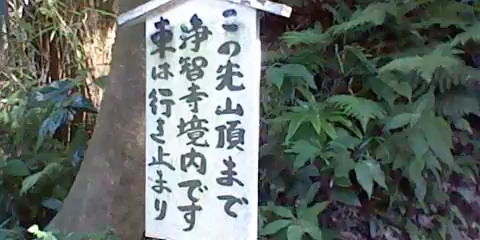 この先山頂まで
浄智寺境内です
車は行き止まり